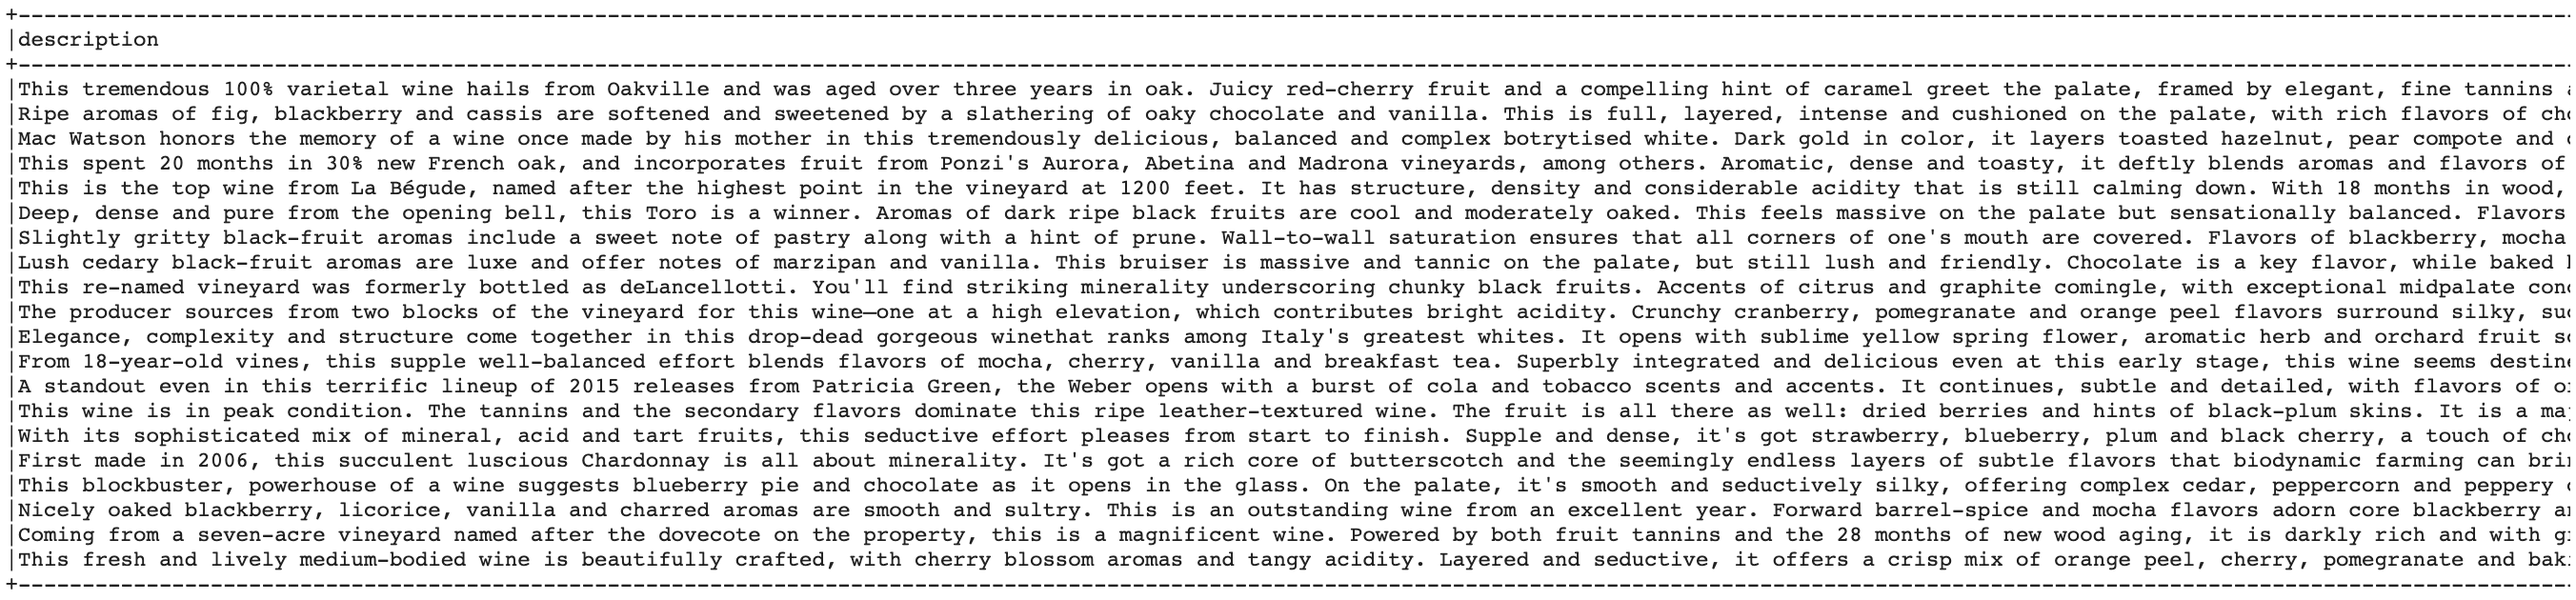 description
This tremendous 100% varietal wine hails from Oakville and was aged over three years in oak. Juicy red-cherry fruit and a compelling hint of caramel greet the palate, framed by elegant, fine tannins
Ripe aromas of fig, blackberry and cassis are softened and sweetened by a slathering of oaky chocolate and vanilla. This is full, layered, intense and cushioned on the palate, with rich flavors of
Mac Watson honors the memory of a wine once made by his mother in this tremendously delicious, balanced and complex botrytised white. Dark gold in color, it layers toasted hazelnut, pear compote and
This spent 20 months in 30% new French oak, and incorporates fruit from Ponzi's Aurora, Abetina and Madrona vineyards, among others. Aromatic, dense and toasty, it deftly blends aromas and flavors of
This is the top wine from La Bégude, named after the highest point in the vineyard at 1200 feet. It has structure, density and considerable acidity that is still calming down. With 18 months in wood,
Deep, dense and pure from the opening bell, this Toro is a winner. Aromas of dark ripe black fruits are cool and moderately oaked. This feels massive on the palate but sensationally balanced. Flavors
Slightly gritty black-fruit aromas include a sweet note of pastry along with a hint of prune. Wall-to-wall saturation ensures that all corners of one's mouth are covered. Flavors of blackberry, mocha
Lush cedary black-fruit aromas are luxe and offer notes of marzipan and vanilla. This bruiser is massive and tannic on the palate, but still lush and friendly. Chocolate is a key flavor, while baked
This re-named vineyard was formerly bottled as deLancellotti. You'll find striking minerality underscoring chunky black fruits. Accents of citrus and graphite comingle, with exceptional midpalate
The producer sources from two blocks of the vineyard for this wine—one at a high elevation, which contributes bright acidity. Crunchy cranberry, pomegranate and orange peel flavors surround silky,
Elegance, complexity and structure come together in this drop-dead gorgeous winethat ranks among Italy's greatest whites. It opens with sublime yellow spring flower, aromatic herb and orchard fruit
From 18-year-old vines, this supple well-balanced effort blends flavors of mocha, cherry, vanilla and breakfast tea. Superbly integrated and delicious even at this early stage, this wine seems
A standout even in this terrific lineup of 2015 releases from Patricia Green, the Weber opens with a burst of cola and tobacco scents and accents. It continues, subtle and detailed, with flavors of
This wine is in peak condition. The tannins and the secondary flavors dominate this ripe leather-textured wine. The fruit is all there as well: dried berries and hints of black-plum skins. It is a
With its sophisticated mix of mineral, acid and tart fruits, this seductive effort pleases from start to finish. Supple and dense, it's got strawberry, blueberry, plum and black cherry, a touch of
First made in 2006, this succulent luscious Chardonnay is all about minerality. It's got a rich core of butterscotch and the seemingly endless layers of subtle flavors that biodynamic farming can
This blockbuster, powerhouse of a wine suggests blueberry pie and chocolate as it opens in the glass. On the palate, it's smooth and seductively silky, offering complex cedar, peppercorn and peppery
Nicely oaked blackberry, licorice, vanilla and charred aromas are smooth and sultry. This is an outstanding wine from an excellent year. Forward barrel-spice and mocha flavors adorn core blackberry
Coming from a seven-acre vineyard named after the dovecote on the property, this is a magnificent wine. Powered by both fruit tannins and the 28 months of new wood aging, it is darkly rich and with
This fresh and lively medium-bodied wine is beautifully crafted, with cherry blossom aromas and tangy acidity. Layered and seductive, it offers a crisp mix of orange peel, cherry, pomegranate and